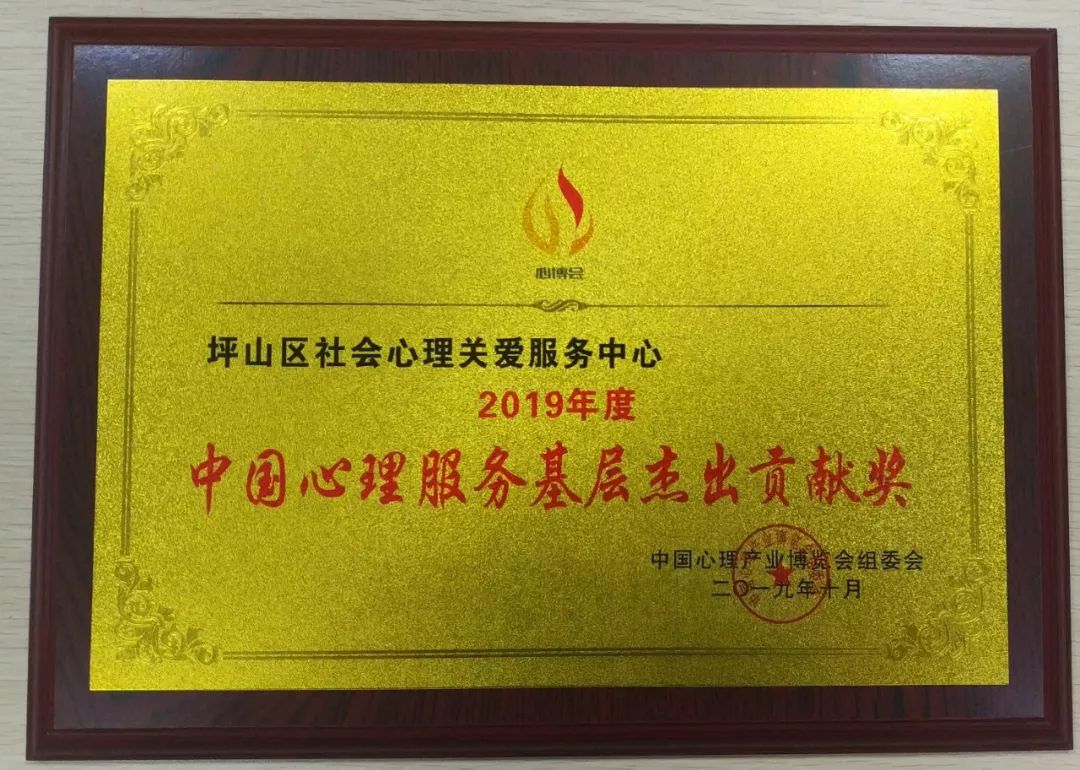 心博会
坪山区社会心理关爱服务中心
2019年度
中国心理服务基层杰出贡献奖
中国心理产业博览会组委会
二〇一九年十月